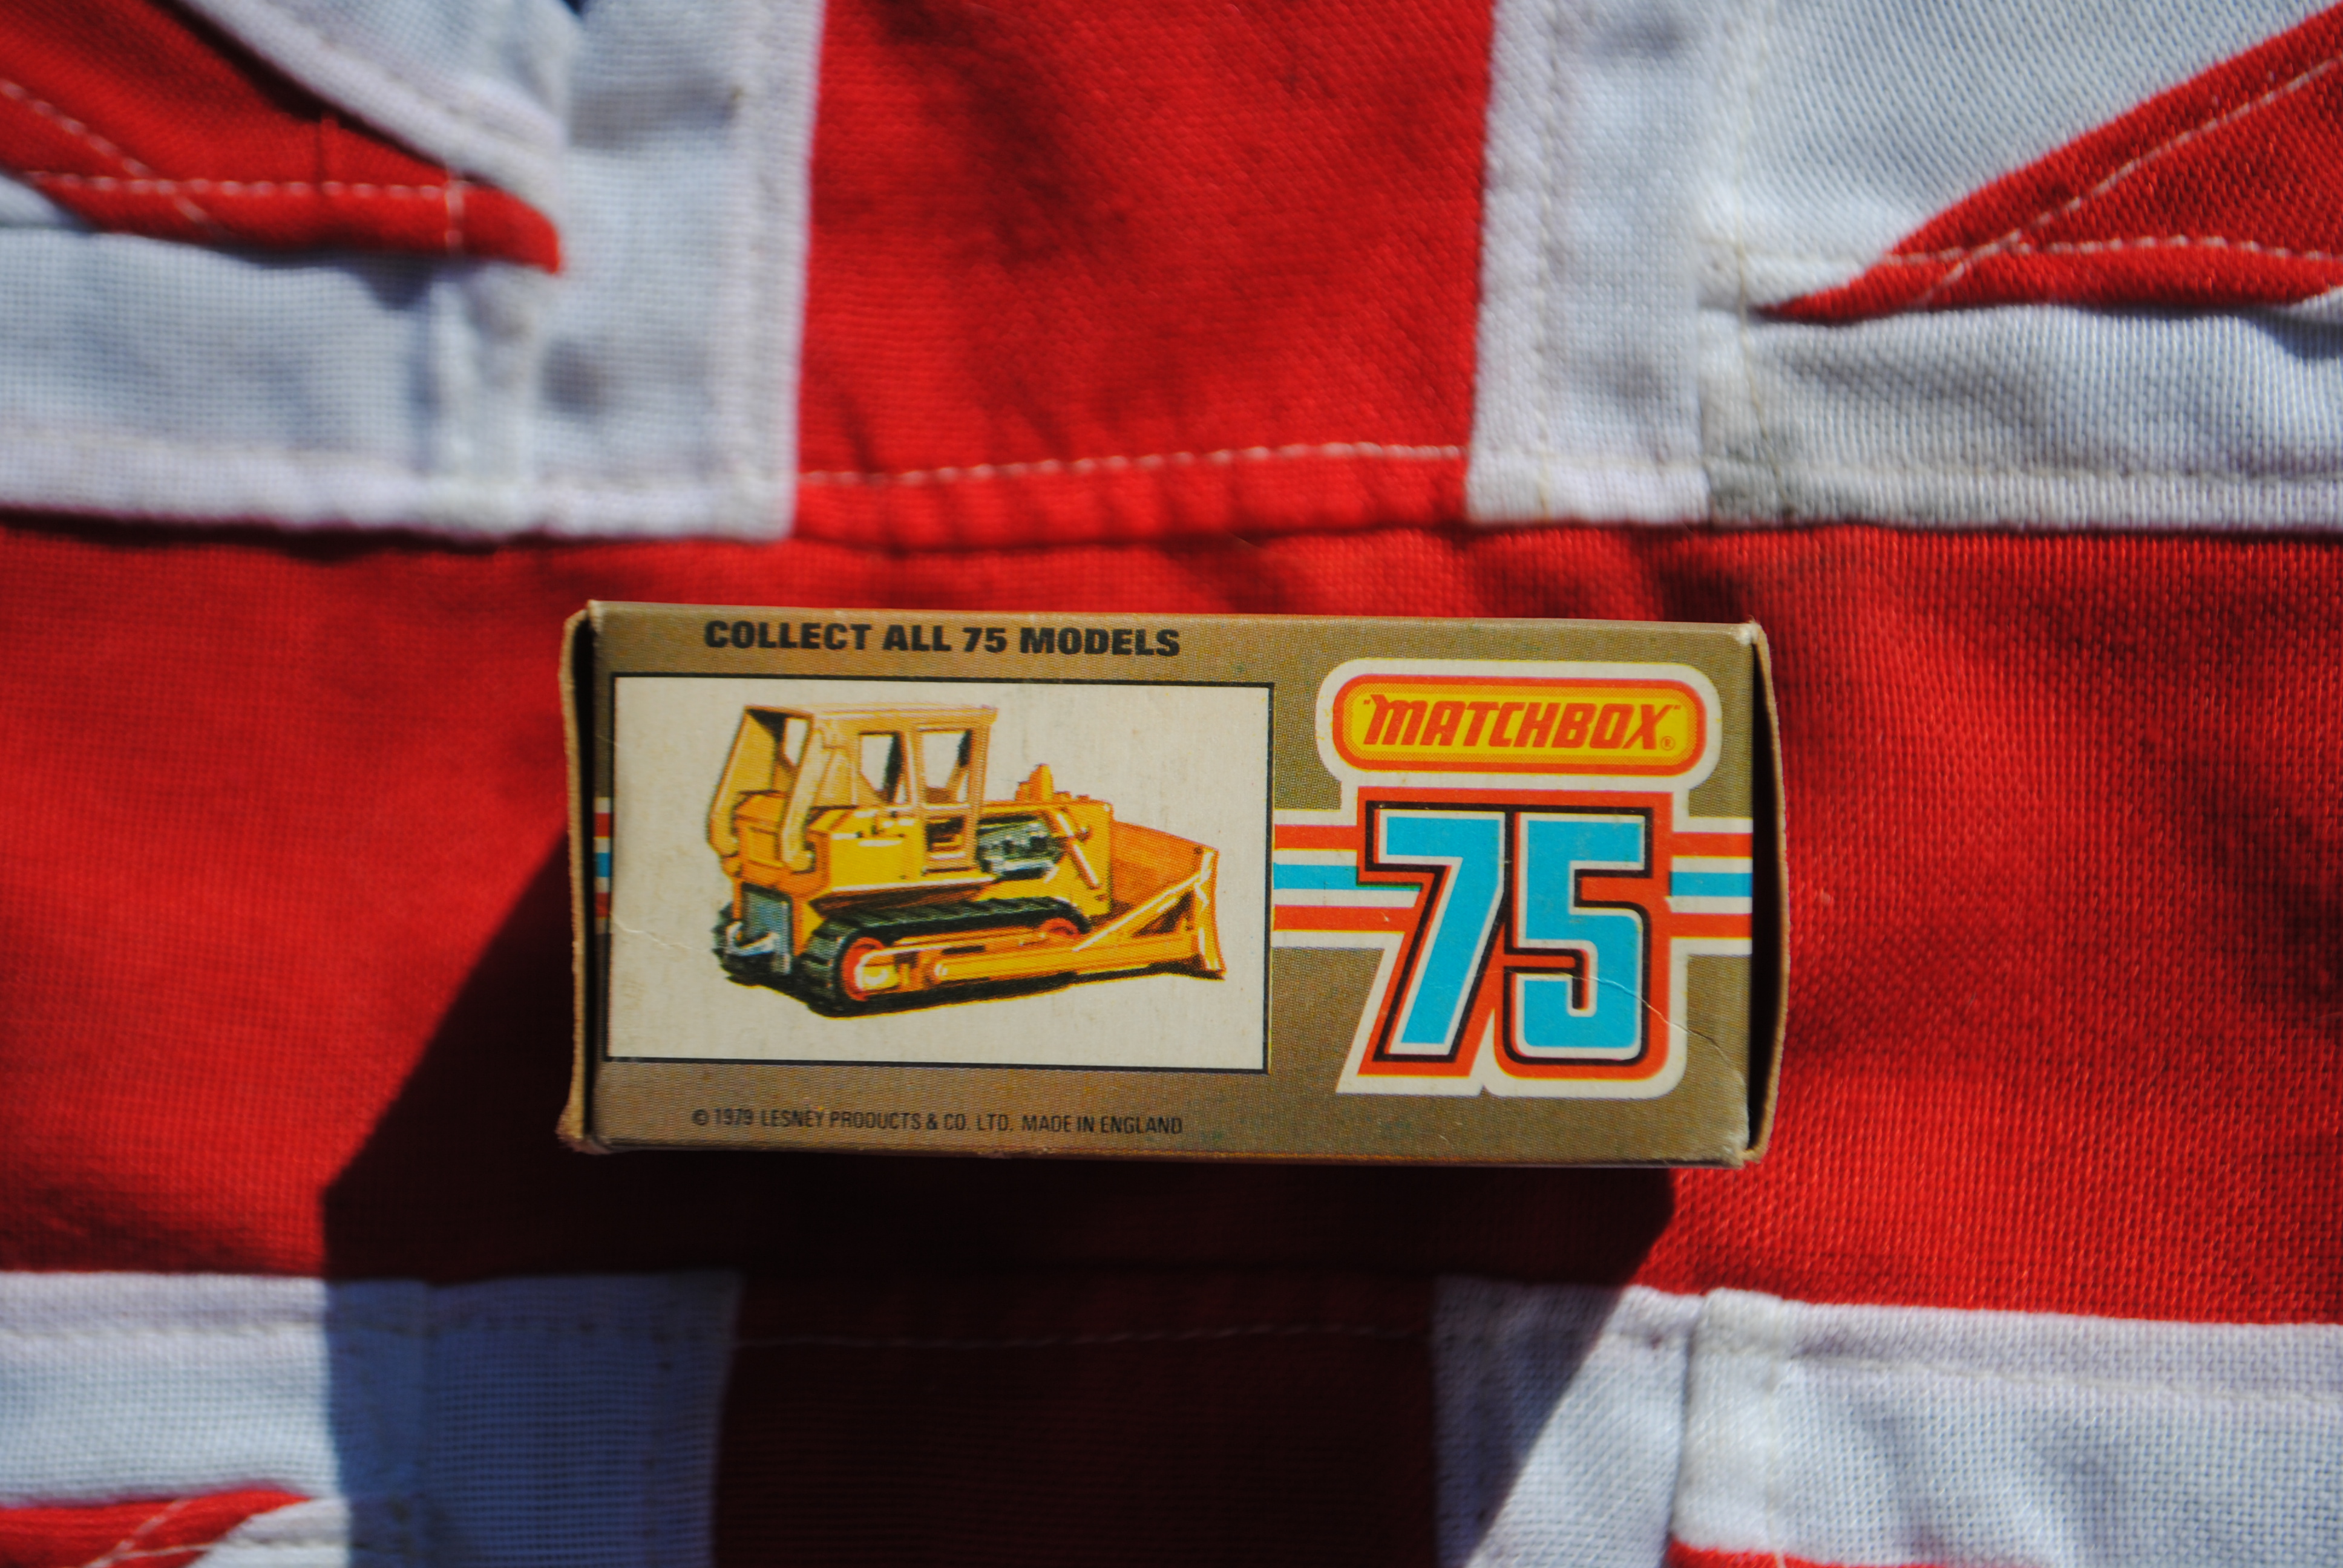 COLLECT ALL 75 MODELS
"MATCHBOX"®
75
© 1979 LESNEY PRODUCTS & CO. LTD. MADE IN ENGLAND